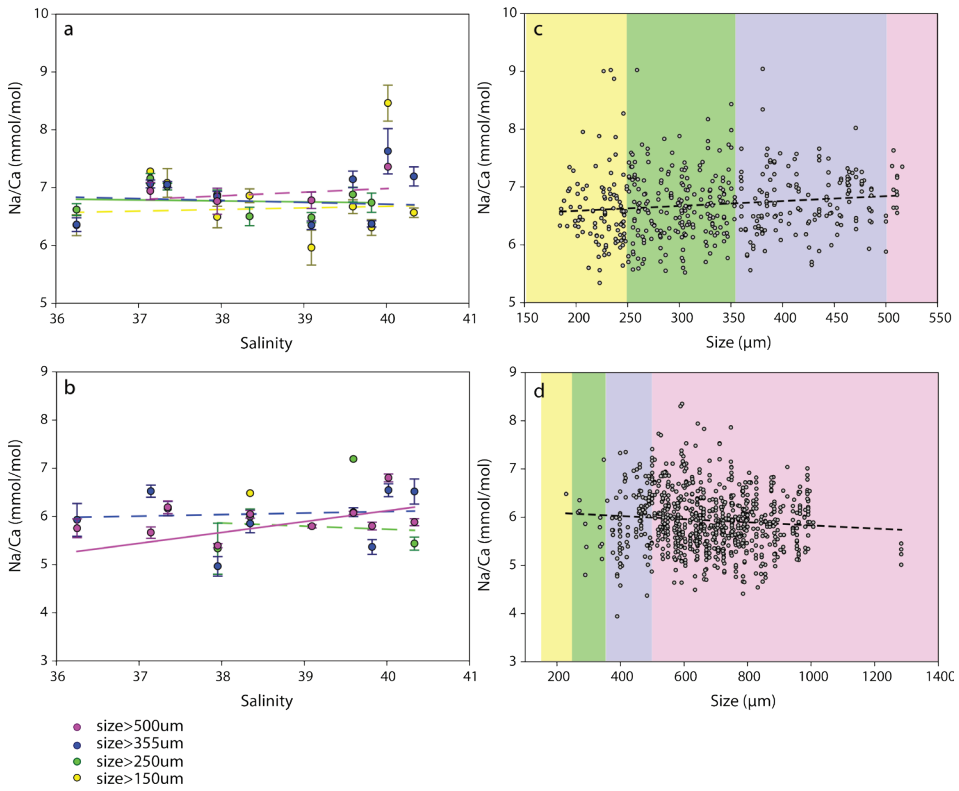 a
10
9
8
7
6
5
Na/Ca (mmol/mol)
36 37 38 39 40 41
Salinity
c
10
9
8
7
6
5
Na/Ca (mmol/mol)
150 200 250 300 350 400 450 500 550
Size (µm)
b
9
8
7
6
5
4
3
Na/Ca (mmol/mol)
36 37 38 39 40 41
Salinity
d
9
8
7
6
5
4
3
Na/Ca (mmol/mol)
200 400 600 800 1000 1200 1400
Size (µm)
size>500um
size>355um
size>250um
size>150um